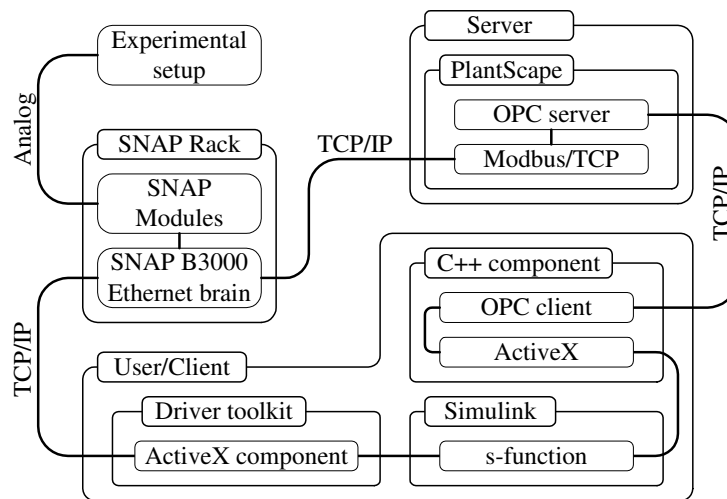 Experimental
setup
Analog
SNAP Rack
SNAP
Modules
SNAP B3000
Ethernet brain
TCP/IP
Server
PlantScape
OPC server
Modbus/TCP
TCP/IP
TCP/IP
User/Client
C++ component
OPC client
ActiveX
Driver toolkit
ActiveX component
Simulink
s-function